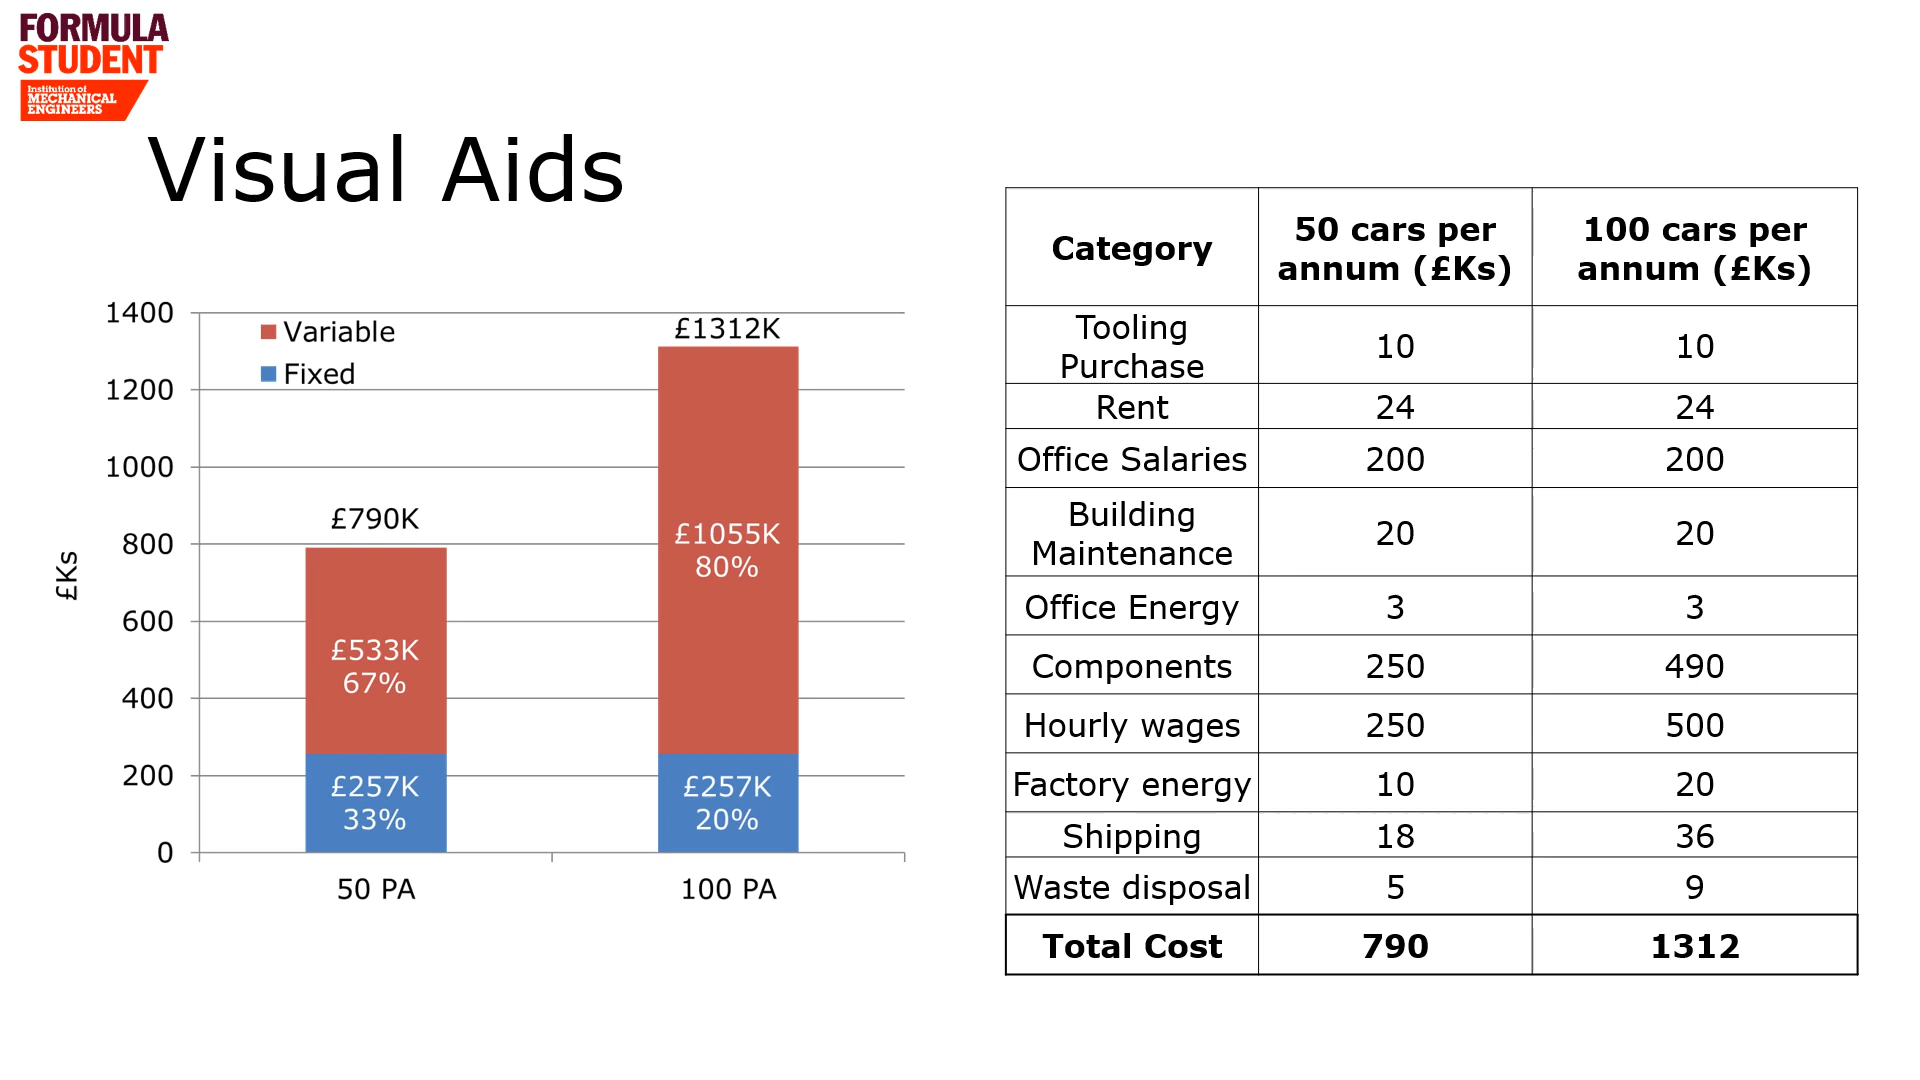 FORMULA
STUDENT
Institution of
MECHANICAL
ENGINEERS
Visual Aids
1400
1200
1000
800
600
400
200
0
£Ks
Variable
Fixed
£790K
£533K
67%
£257K
33%
£1312K
£1055K
80%
£257K
20%
50 PA
100 PA
Category 50 cars per annum (£Ks) 100 cars per annum (£Ks)
Tooling Purchase 10 10
Rent 24 24
Office Salaries 200 200
Building Maintenance 20 20
Office Energy 3 3
Components 250 490
Hourly wages 250 500
Factory energy 10 20
Shipping 18 36
Waste disposal 5 9
Total Cost 790 1312